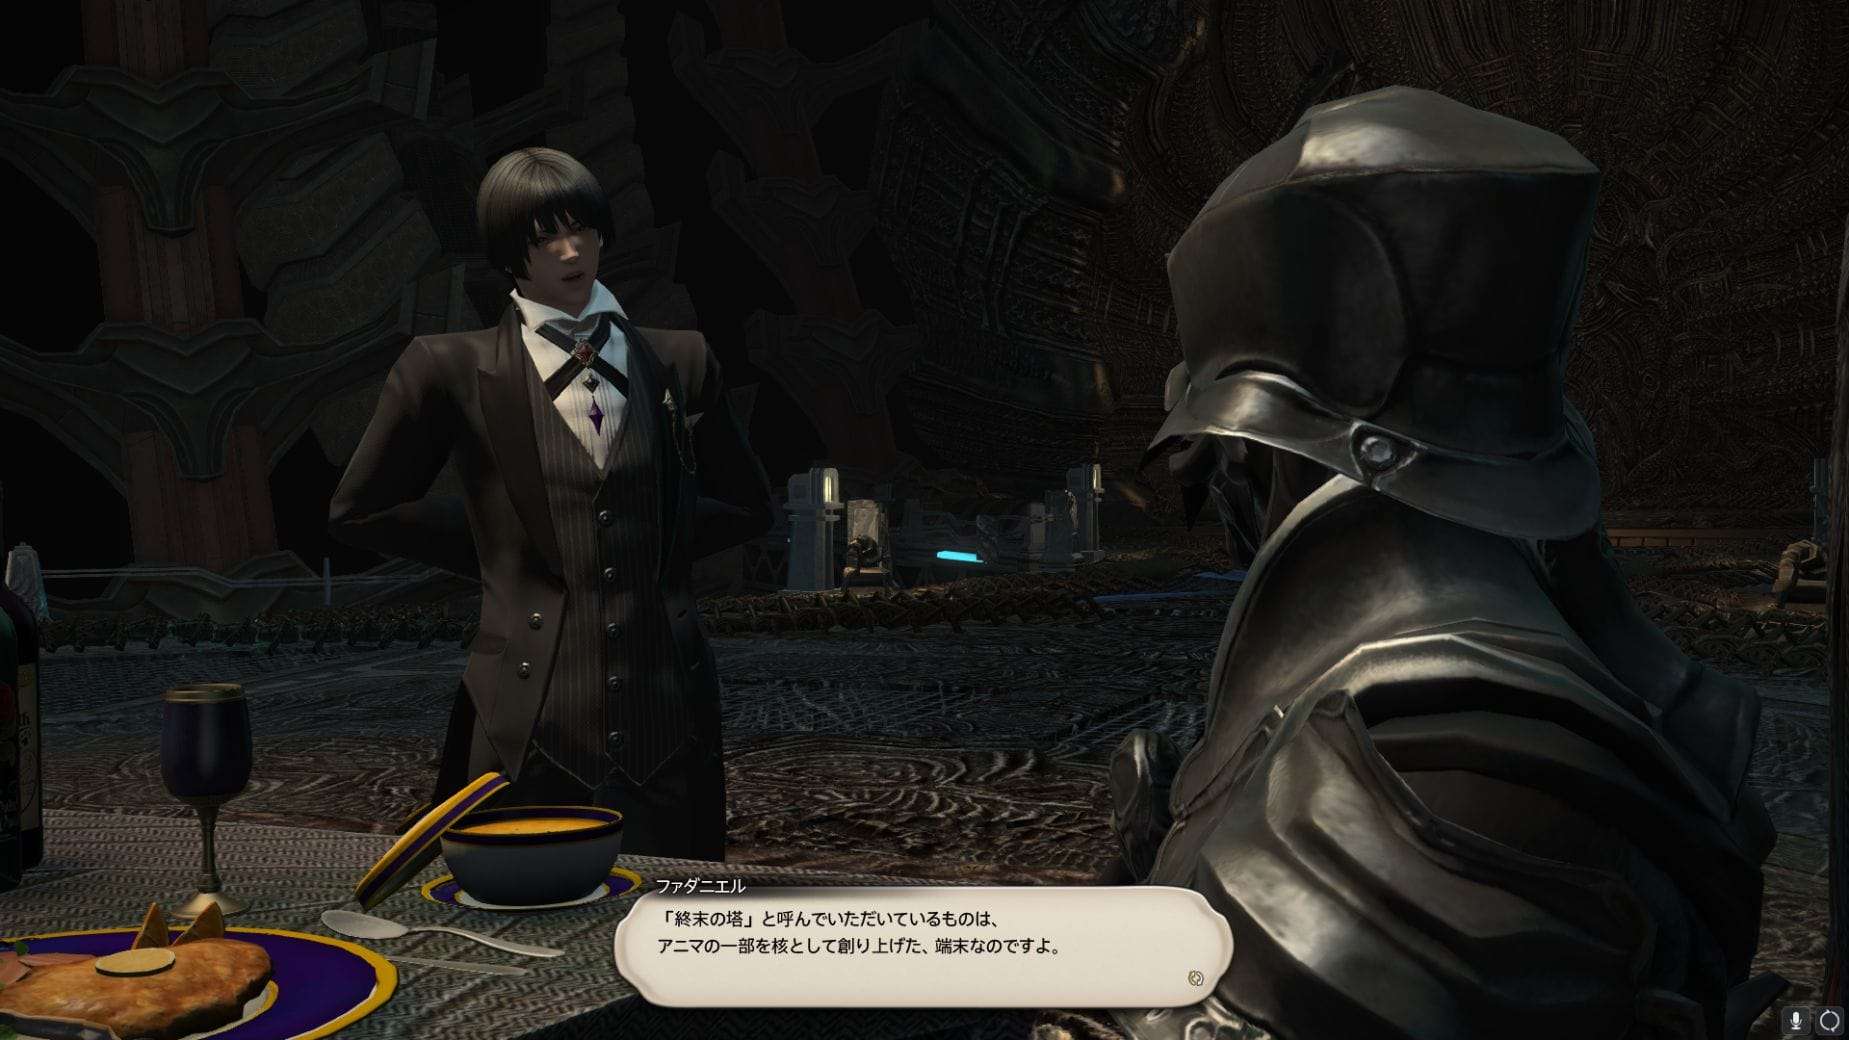 ファダニエル
「終末の塔」と呼んでいただいているものは、
アニマの一部を核として創り上げた、端末なのですよ。